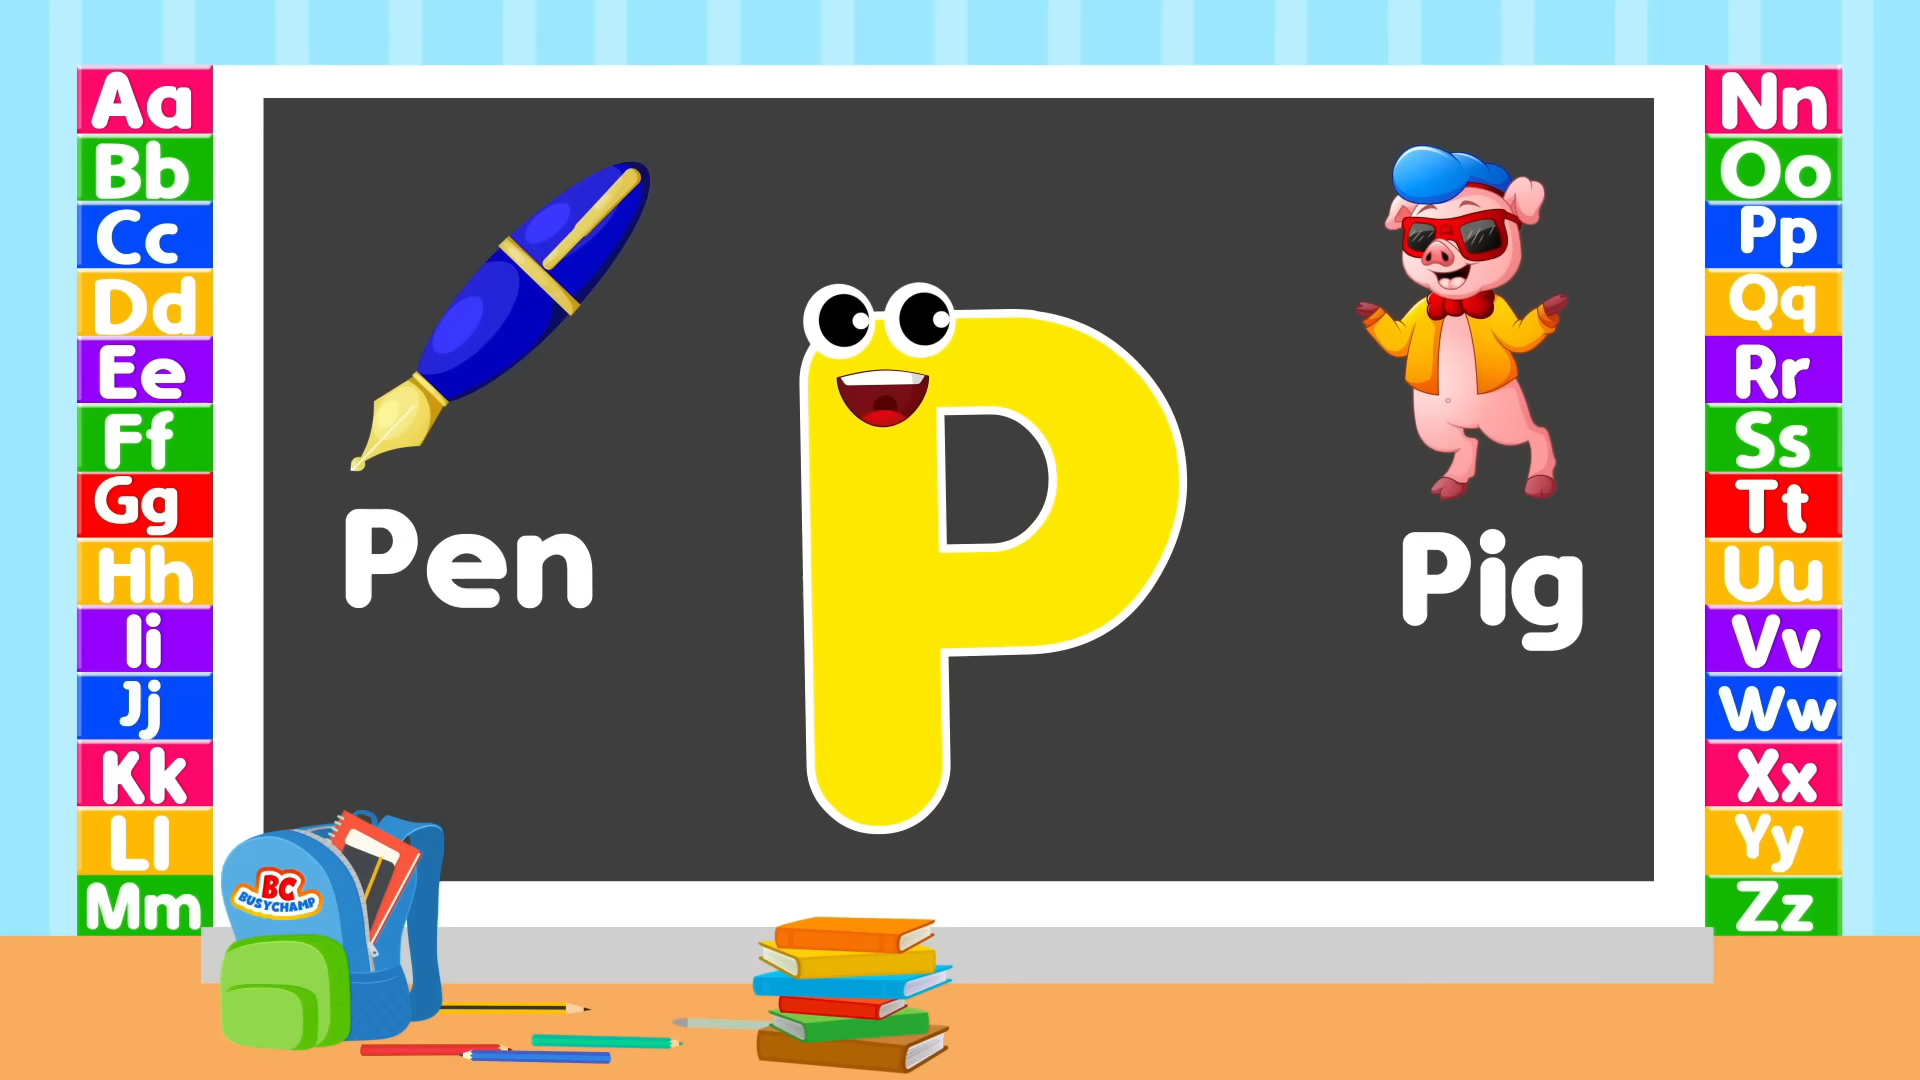 Aa
Bb
Cc
Dd
Ee
Ff
Gg
Hh
Ii
Jj
Kk
Ll
Mm
Pen
P
Pig
Nn
Oo
Pp
Qq
Rr
Ss
Tt
Uu
Vv
Ww
Xx
Yy
Zz
BC
BUSYCHAMP